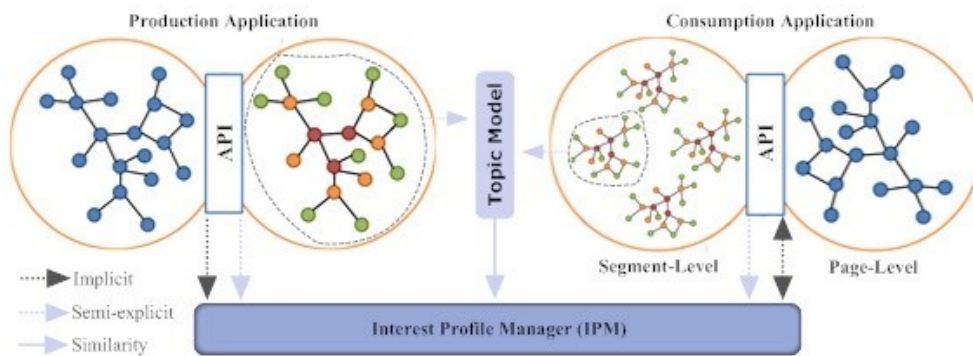 Production Application
Consumption Application
API
Topic Model
API
Segment-Level
Page-Level
Implicit
Semi-explicit
Similarity
Interest Profile Manager (IPM)